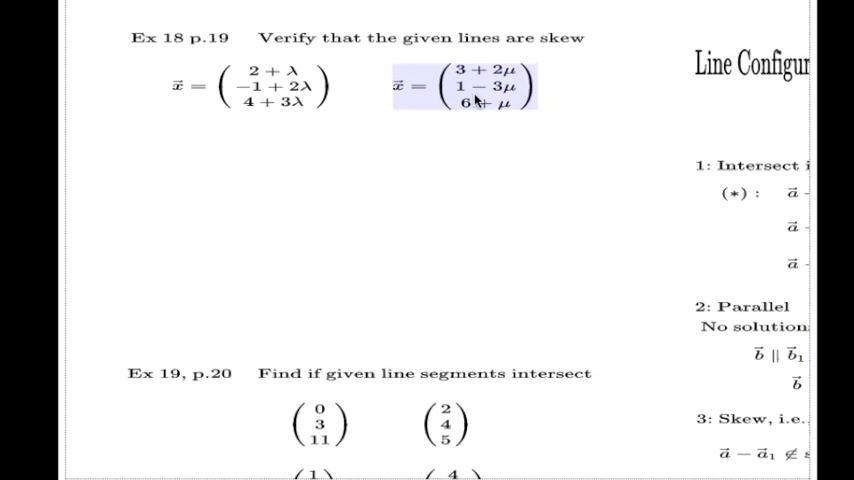 Ex 18 p.19 Verify that the given lines are skew
x⃗ = ( 2 + λ
−1 + 2λ
4 + 3λ )
x⃗ = ( 3 + 2μ
1 − 3μ
6 + μ )
Ex 19, p.20 Find if given line segments intersect
( 0
3
11 )
( 2
4
5 )
( 1 )
( 4 )
Line Configur
1: Intersect i
(∗) : a⃗ -
a⃗ -
a⃗ -
2: Parallel
No solution
b⃗ || b⃗₁
b⃗
3: Skew, i.e.,
a⃗ − a⃗₁ ∉ s